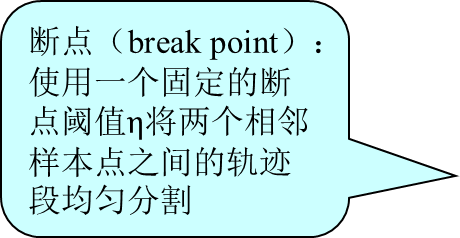 断点（break point）：
使用一个固定的断
点阈值η将两个相邻
样本点之间的轨迹
段均匀分割